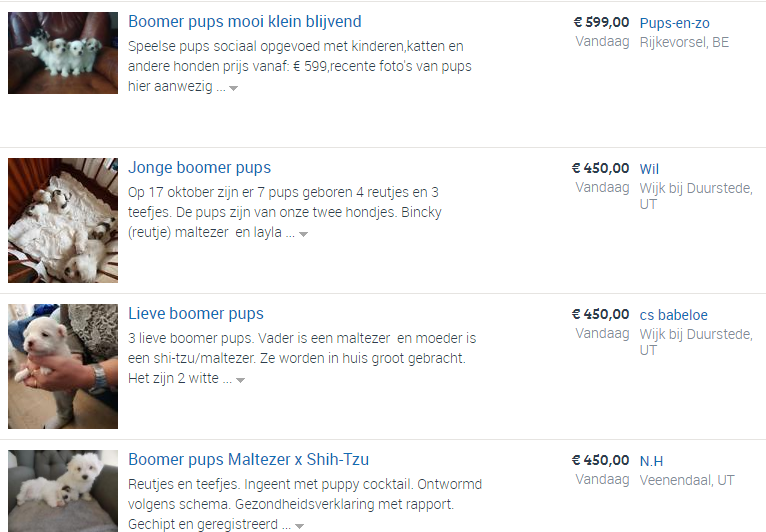 Boomer pups mooi klein blijvend
€ 599,00
Pups-en-zo
Speelse pups sociaal opgevoed met kinderen,katten en
Vandaag
Rijkevorsel, BE
andere honden prijs vanaf: € 599,recente foto's van pups
hier aanwezig ...
Jonge boomer pups
€ 450,00
Wil
Op 17 oktober zijn er 7 pups geboren 4 reutjes en 3
Vandaag
Wijk bij Duurstede,
UT
teefjes. De pups zijn van onze twee hondjes. Bincky
(reutje) maltezer en layla ...
Lieve boomer pups
€ 450,00
cs babeloe
3 lieve boomer pups. Vader is een maltezer en moeder is
Vandaag
Wijk bij Duurstede,
UT
een shi-tzu/maltezer. Ze worden in huis groot gebracht.
Het zijn 2 witte ...
Boomer pups Maltezer x Shih-Tzu
€ 450,00
N.H
Reutjes en teefjes. Ingeent met puppy cocktail. Ontwormd
Vandaag
Veenendaal, UT
volgens schema. Gezondheidsverklaring met rapport.
Gechipt en geregistreerd ...